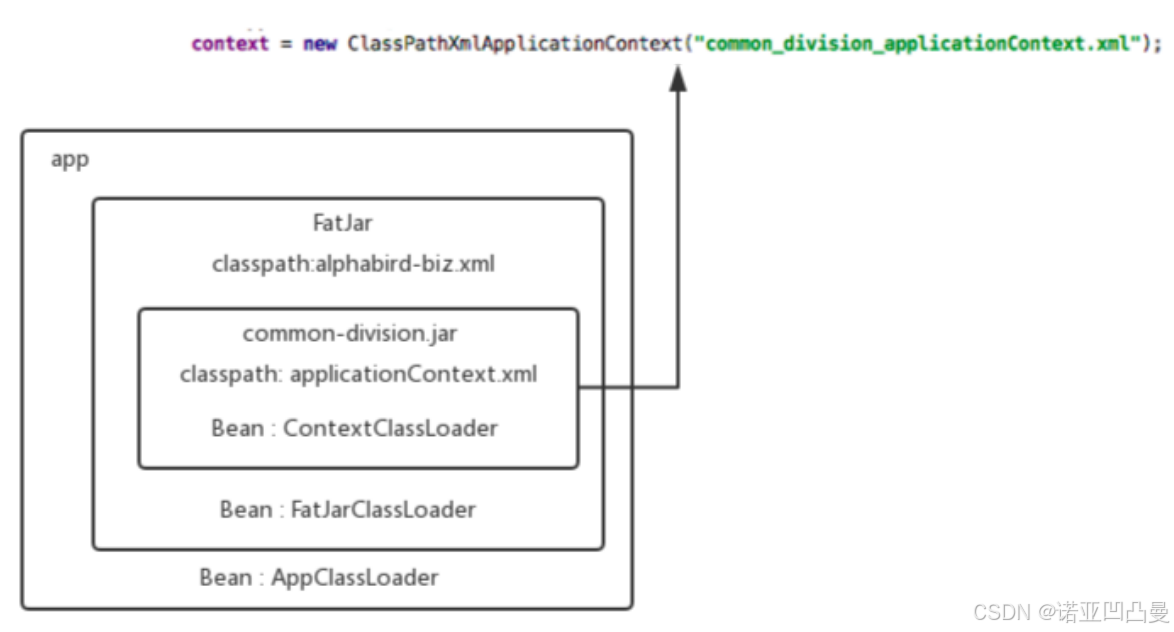 context = new ClassPathXmlApplicationContext("common_division_applicationContext.xml");
app
FatJar
classpath:alphabird-biz.xml
common-division.jar
classpath: applicationContext.xml
Bean : ContextClassLoader
Bean : FatJarClassLoader
Bean : AppClassLoader
CSDN @诺亚凹凸曼